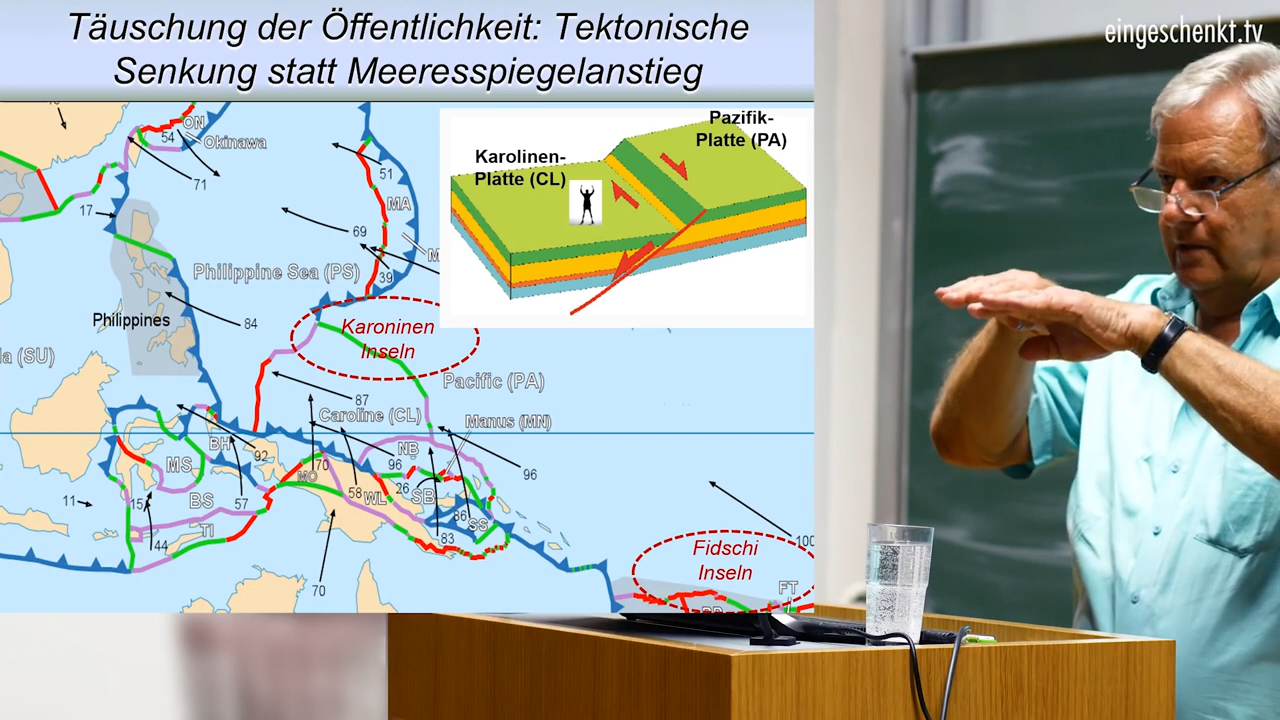 Täuschung der Öffentlichkeit: Tektonische
Senkung statt Meeresspiegelanstieg
eingeschenkt.tv
Pazifik-
Platte (PA)
Karolinen-
Platte (CL)
ON
54
Okinawa
71
17
51
MA
69
M
39
Philippine Sea (PS)
Philippines
84
Karoninen
Inseln
a (SU)
Pacific (PA)
87
Caroline (CL)
Manus (MN)
BH
NB
92
96
96
MS
70
MO
58
WL
26
SB
11
15
BS
57
36
SS
TI
44
83
100
Fidschi
Inseln
70
FT